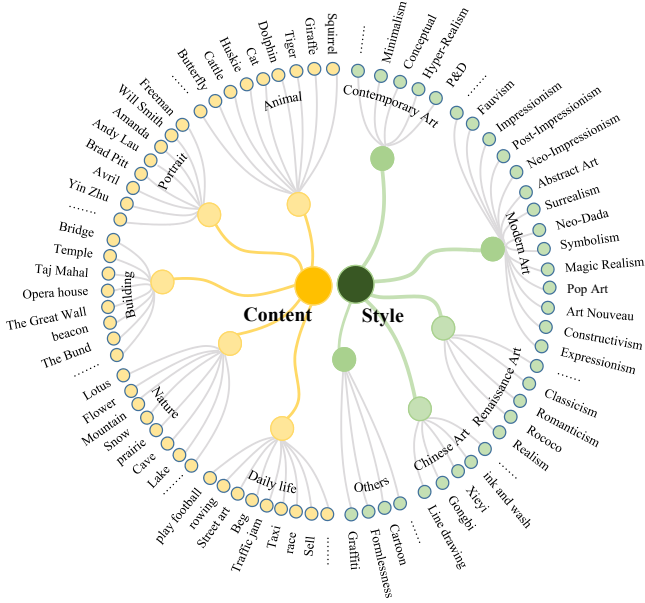 Content
Style
Animal
Squirrel
Giraffe
Tiger
Dolphin
Cat
Huskie
Cattle
Butterfly
......
Portrait
Freeman
Will Smith
Amanda
Andy Lau
Brad Pitt
Avril
Yin Zhu
.......
Building
Bridge
Temple
Taj Mahal
Opera house
The Great Wall
beacon
The Bund
.......
Nature
Lotus
Flower
Mountain
Snow
prairie
Cave
Lake
......
Daily life
play football
rowing
Street art
Beg
Traffic jam
Taxi
race
Sell
.......
Contemporary Art
.......
Minimalism
Conceptual
Hyper-Realism
P&D
Modern Art
......
Fauvism
Impressionism
Post-Impressionism
Neo-Impressionism
Abstract Art
Surrealism
Neo-Dada
Symbolism
Magic Realism
Pop Art
Art Nouveau
Constructivism
Expressionism
Renaissance Art
......
Classicism
Romanticism
Rococo
Realism
Chinese Art
......
ink and wash
Xieyi
Gongbi
Line drawing
Others
......
Cartoon
Formlessness
Graffiti